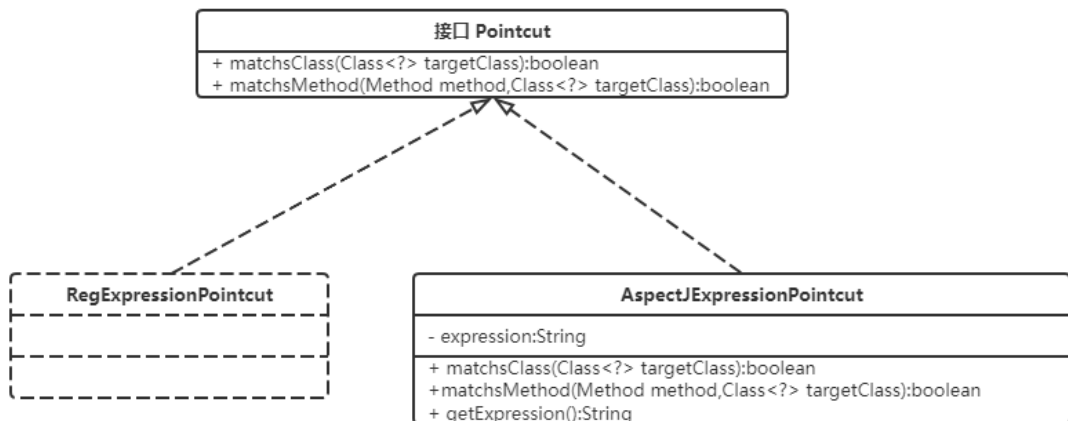 接口 Pointcut
+ matchsClass(Class<?> targetClass):boolean
+ matchsMethod(Method method,Class<?> targetClass):boolean
RegExpressionPointcut
AspectJExpressionPointcut
- expression:String
+ matchsClass(Class<?> targetClass):boolean
+matchsMethod(Method method,Class<?> targetClass):boolean
+ getExpression():String